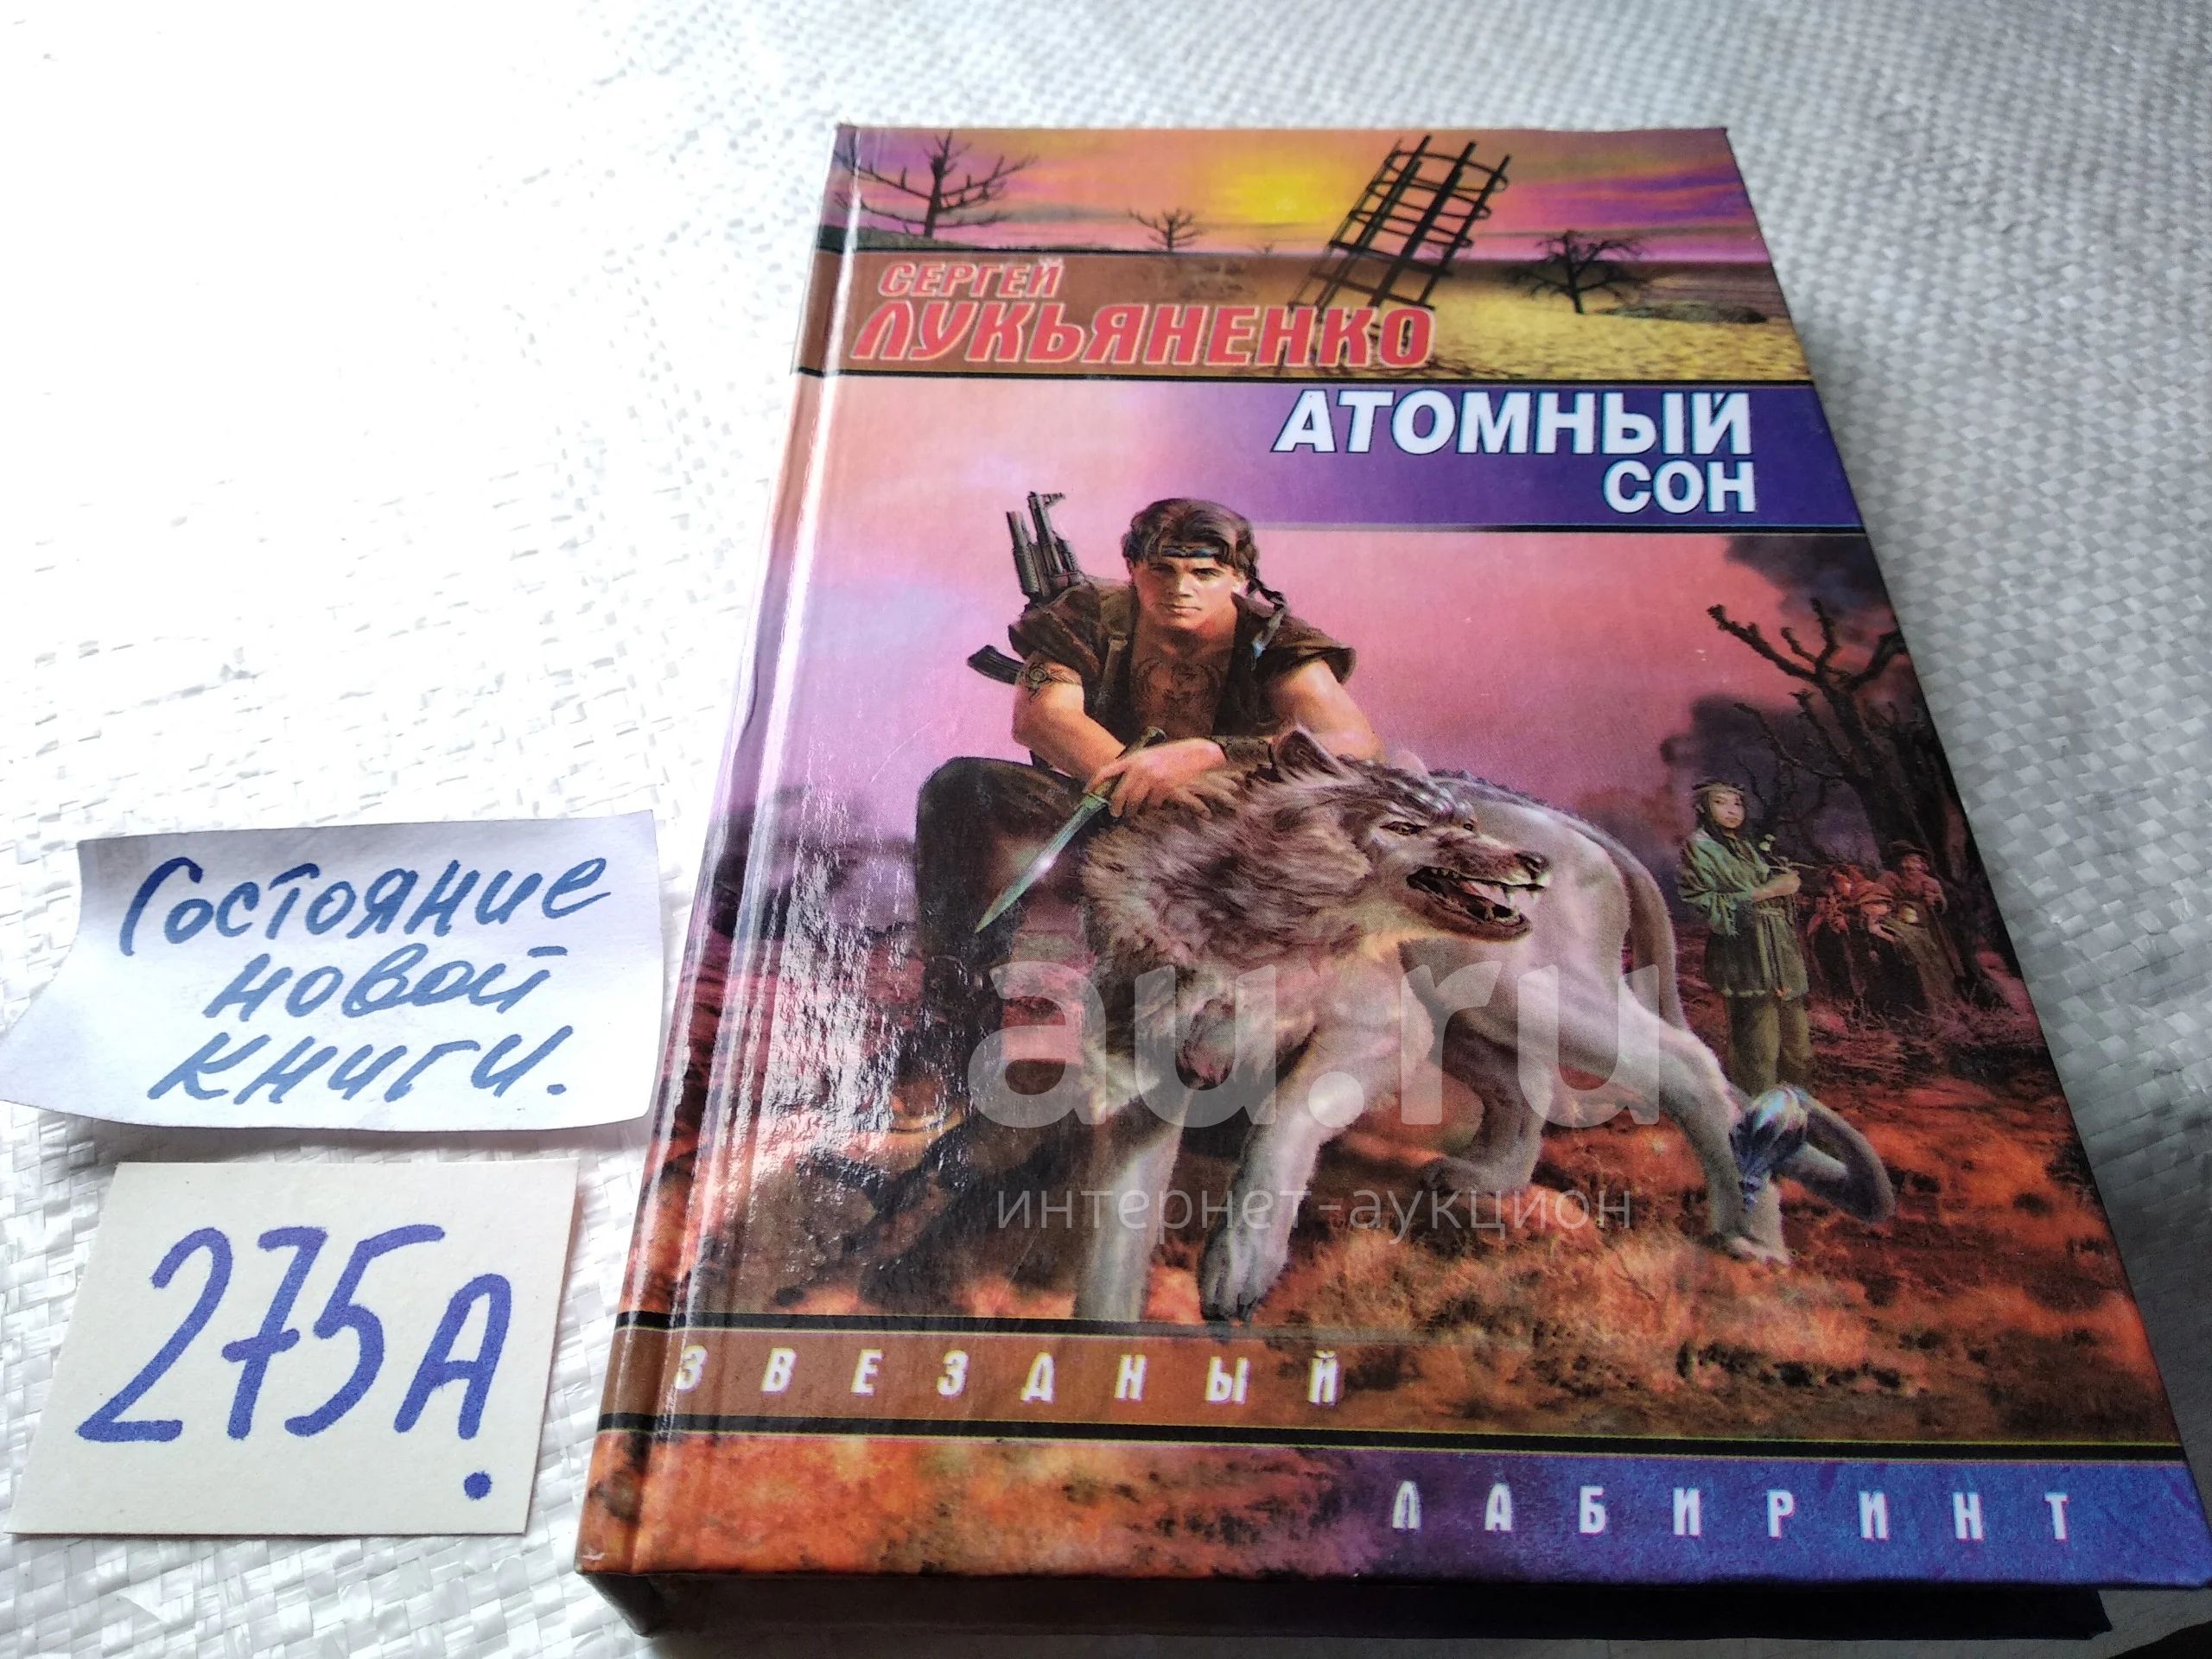 СЕРГЕЙ
ЛУКЬЯНЕНКО
АТОМНЫЙ
СОН
Состояние
новой
книги.
275А.
au.ru
интернет-аукцион
ЗВЕЗДНЫЙ
ЛАБИРИНТ